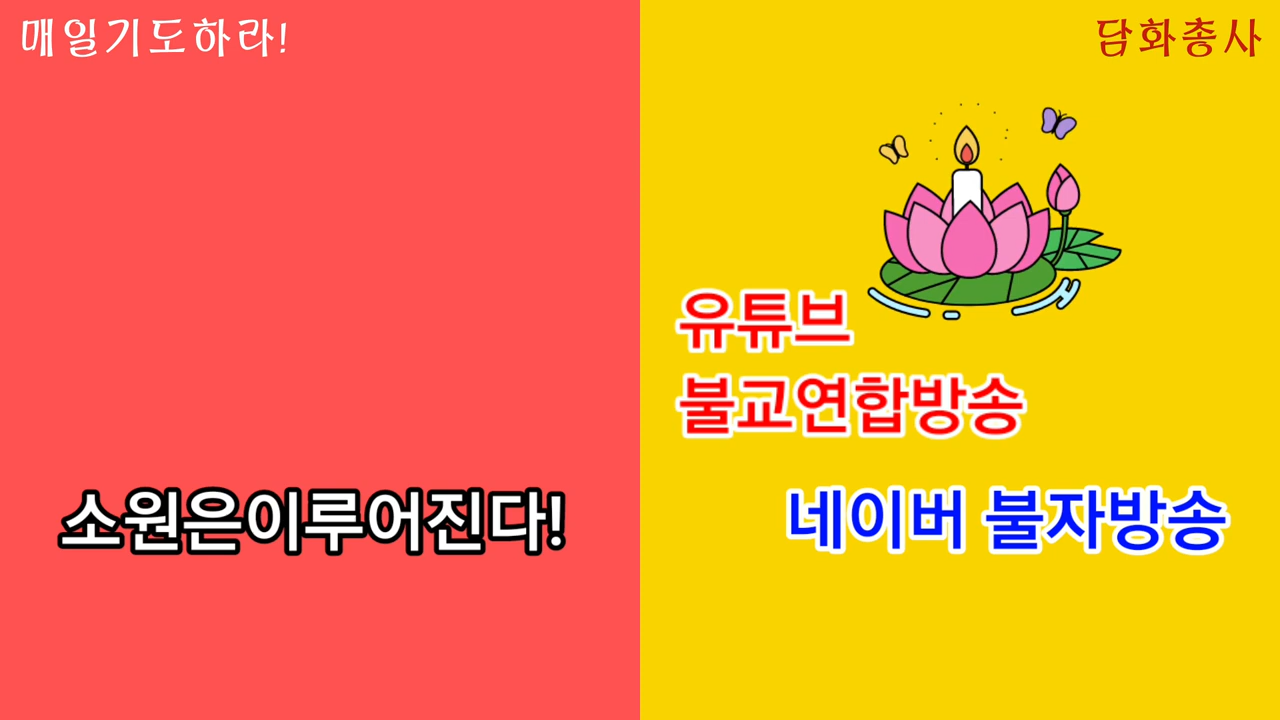 매일기도하라!
소원은이루어진다!
담화총사
유튜브
불교연합방송
네이버 불자방송